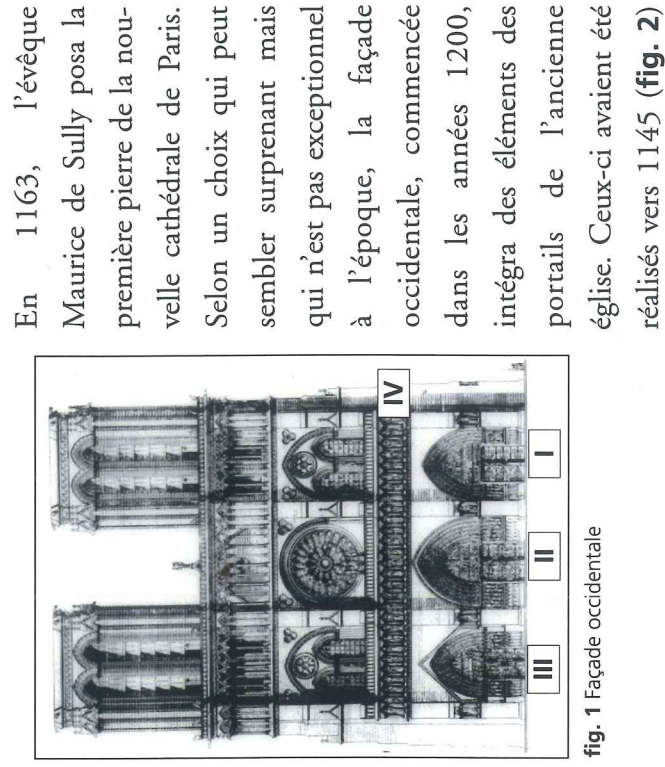 En 1163, l'évêque
Maurice de Sully posa la
première pierre de la nou-
velle cathédrale de Paris.
Selon un choix qui peut
sembler surprenant mais
qui n'est pas exceptionnel
à l'époque, la façade
occidentale, commencée
dans les années 1200,
intégra des éléments des
portails de l'ancienne
église. Ceux-ci avaient été
réalisés vers 1145 (fig. 2)
IV
III II I
fig. 1 Façade occidentale